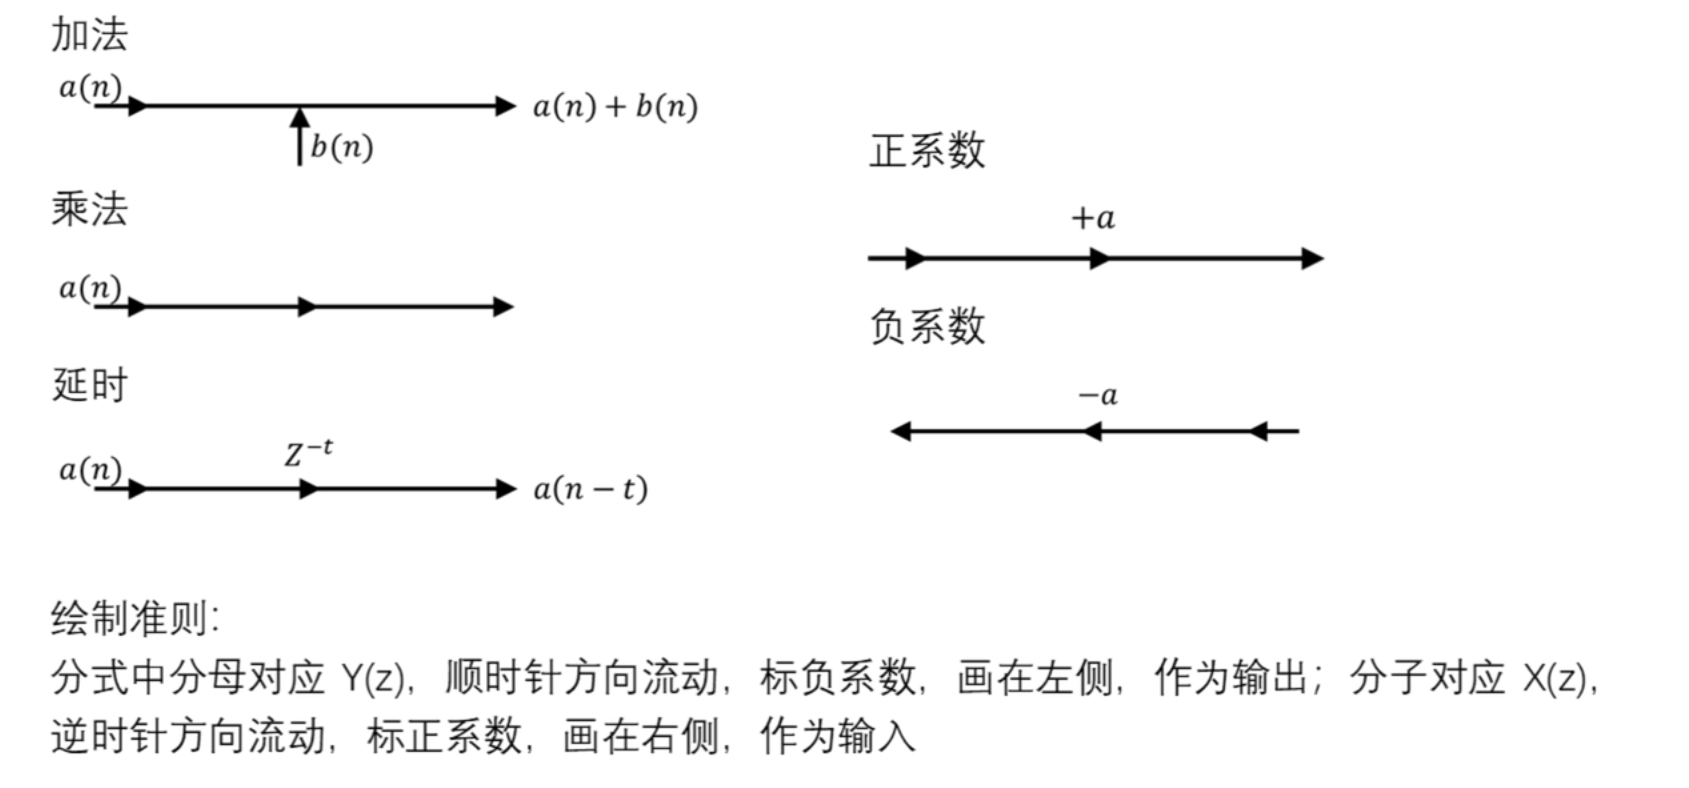 加法
a(n)
a(n) + b(n)
b(n)
乘法
a(n)
延时
Z⁻ᵗ
a(n)
a(n − t)
正系数
+a
负系数
−a
绘制准则：
分式中分母对应 Y(z)，顺时针方向流动，标负系数，画在左侧，作为输出；分子对应 X(z)，
逆时针方向流动，标正系数，画在右侧，作为输入